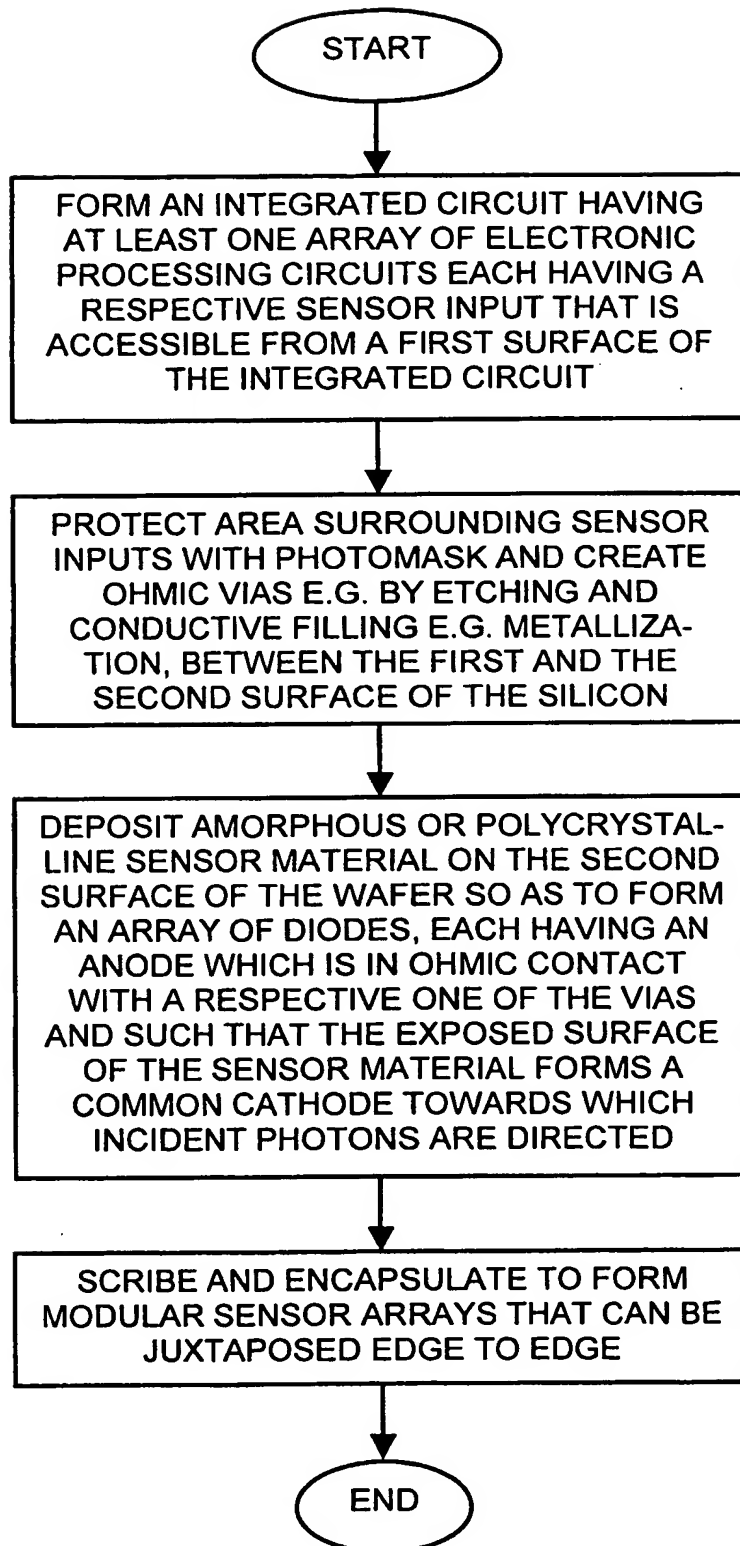 START
FORM AN INTEGRATED CIRCUIT HAVING
AT LEAST ONE ARRAY OF ELECTRONIC
PROCESSING CIRCUITS EACH HAVING A
RESPECTIVE SENSOR INPUT THAT IS
ACCESSIBLE FROM A FIRST SURFACE OF
THE INTEGRATED CIRCUIT
PROTECT AREA SURROUNDING SENSOR
INPUTS WITH PHOTOMASK AND CREATE
OHMIC VIAS E.G. BY ETCHING AND
CONDUCTIVE FILLING E.G. METALLIZA-
TION, BETWEEN THE FIRST AND THE
SECOND SURFACE OF THE SILICON
DEPOSIT AMORPHOUS OR POLYCRYSTAL-
LINE SENSOR MATERIAL ON THE SECOND
SURFACE OF THE WAFER SO AS TO FORM
AN ARRAY OF DIODES, EACH HAVING AN
ANODE WHICH IS IN OHMIC CONTACT
WITH A RESPECTIVE ONE OF THE VIAS
AND SUCH THAT THE EXPOSED SURFACE
OF THE SENSOR MATERIAL FORMS A
COMMON CATHODE TOWARDS WHICH
INCIDENT PHOTONS ARE DIRECTED
SCRIBE AND ENCAPSULATE TO FORM
MODULAR SENSOR ARRAYS THAT CAN BE
JUXTAPOSED EDGE TO EDGE
END